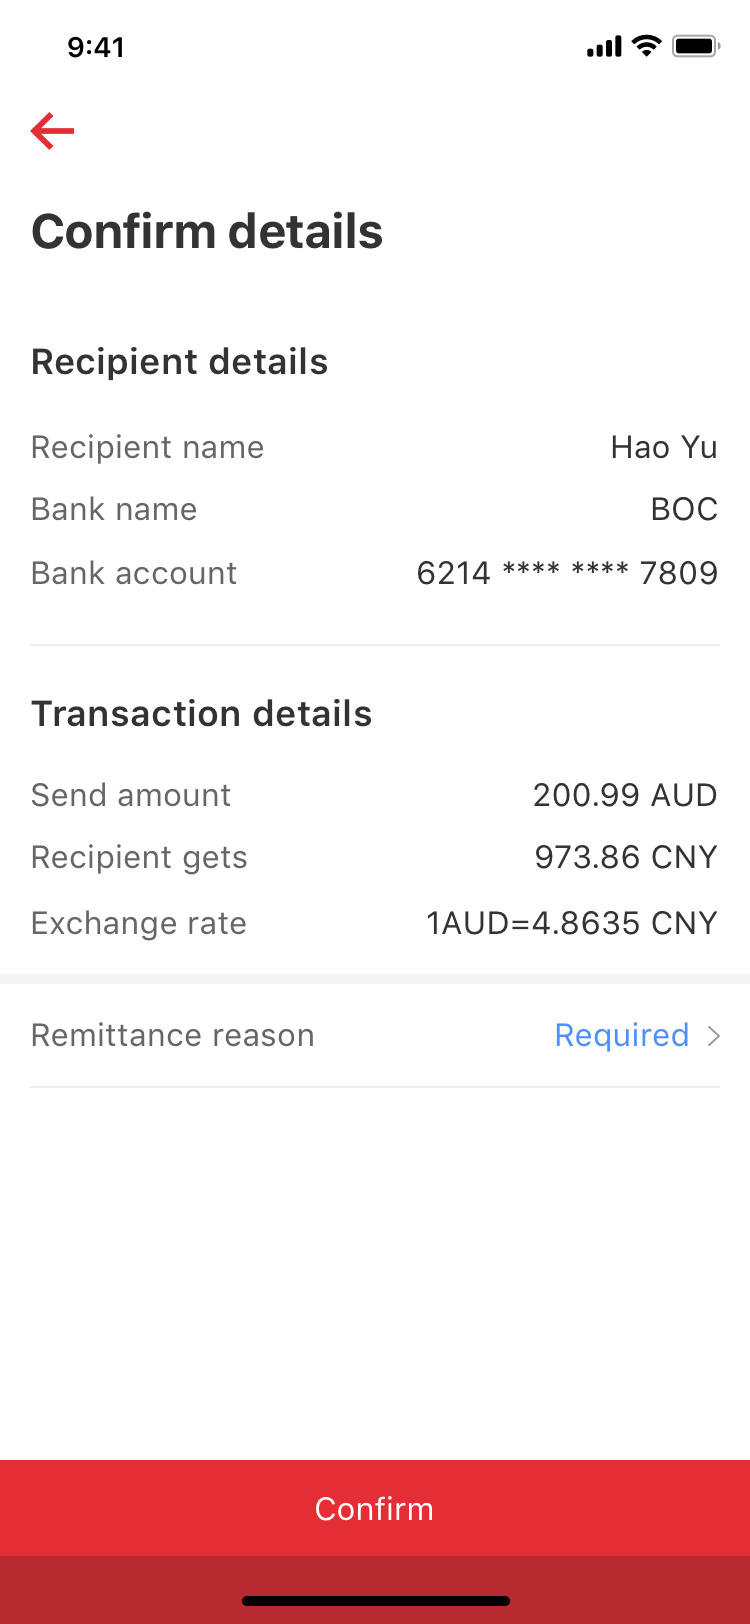 9:41
Confirm details
Recipient details
Recipient name Hao Yu
Bank name BOC
Bank account 6214 **** **** 7809
Transaction details
Send amount 200.99 AUD
Recipient gets 973.86 CNY
Exchange rate 1AUD=4.8635 CNY
Remittance reason Required
Confirm